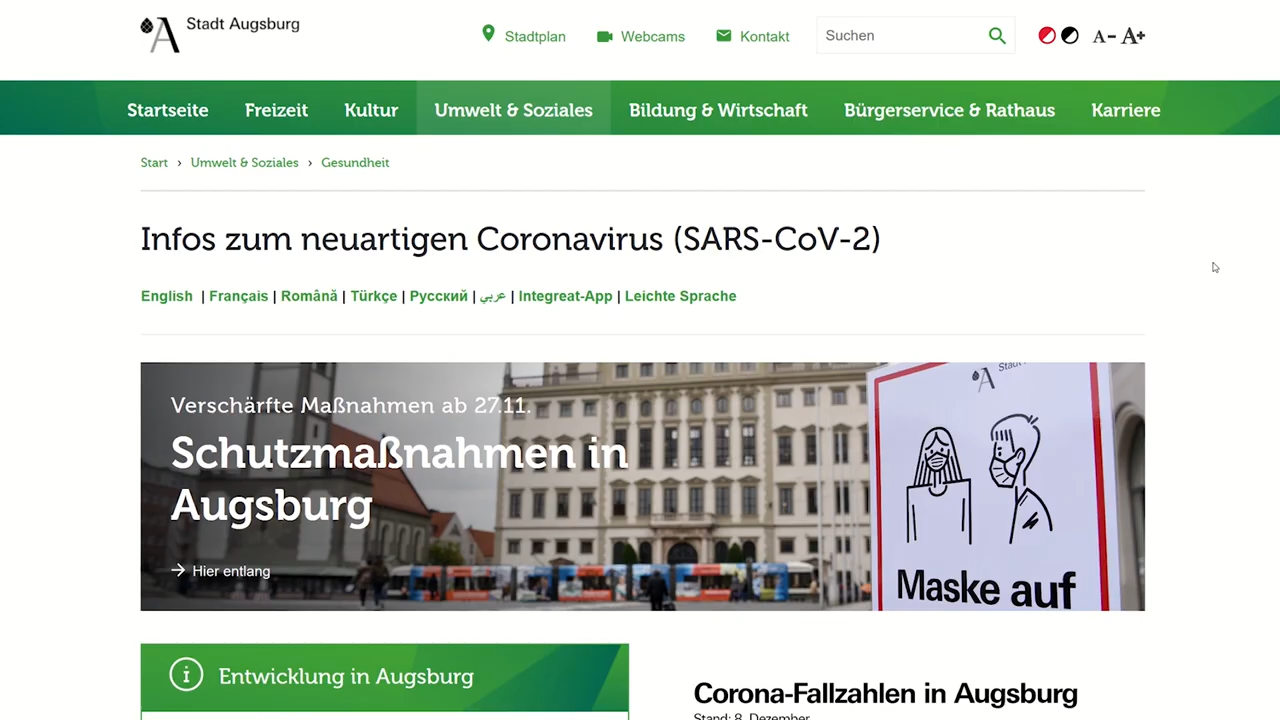 Stadt Augsburg
Stadtplan Webcams Kontakt Suchen A- A+
Startseite Freizeit Kultur Umwelt & Soziales Bildung & Wirtschaft Bürgerservice & Rathaus Karriere
Start › Umwelt & Soziales › Gesundheit
Infos zum neuartigen Coronavirus (SARS-CoV-2)
English | Français | Română | Türkçe | Русский | عربي | Integreat-App | Leichte Sprache
Verschärfte Maßnahmen ab 27.11.
Schutzmaßnahmen in
Augsburg
→ Hier entlang
Maske auf
Entwicklung in Augsburg
Corona-Fallzahlen in Augsburg
Stand: 8. Dezember